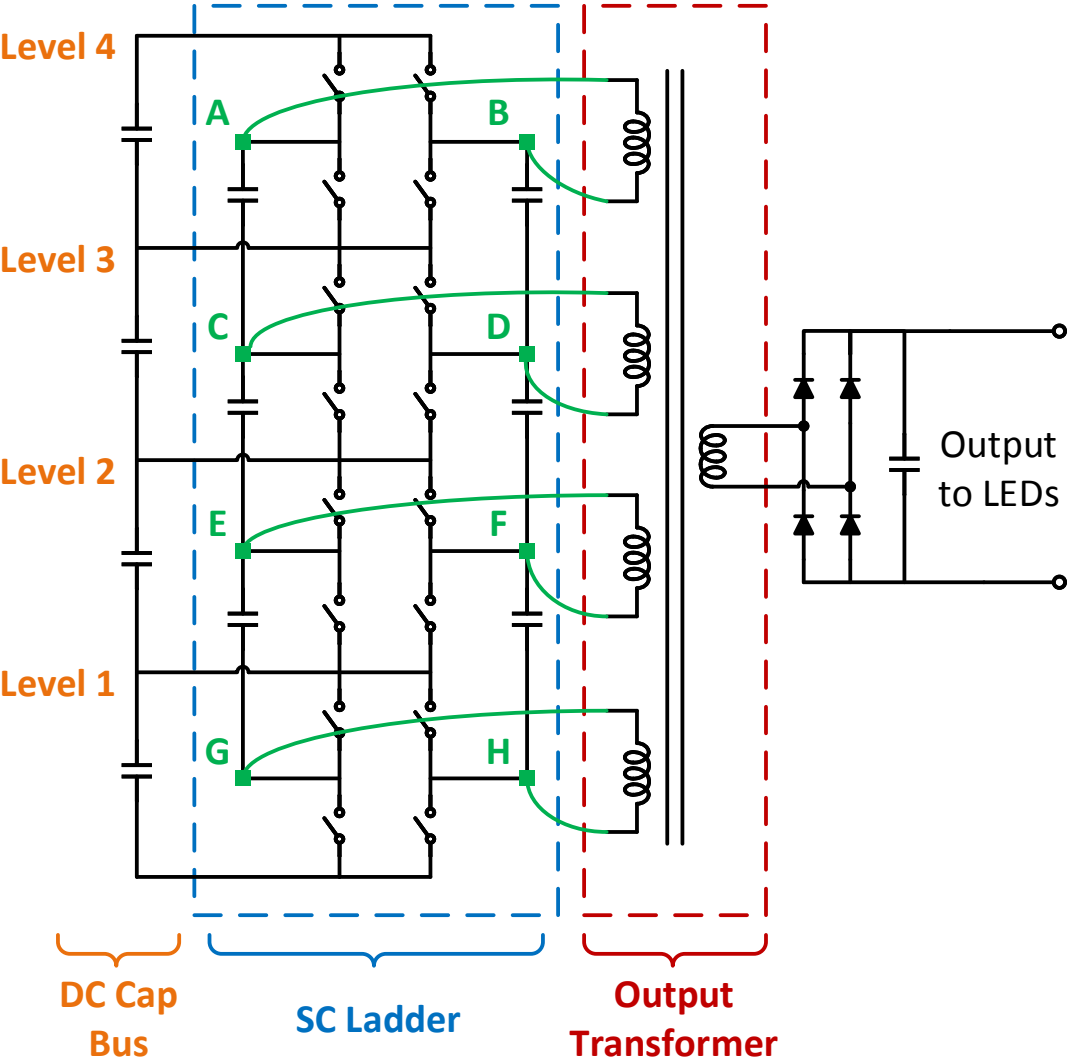 Level 4
A
B
Level 3
C
D
Level 2
E
F
Output
to LEDs
Level 1
G
H
DC Cap
Bus
SC Ladder
Output
Transformer